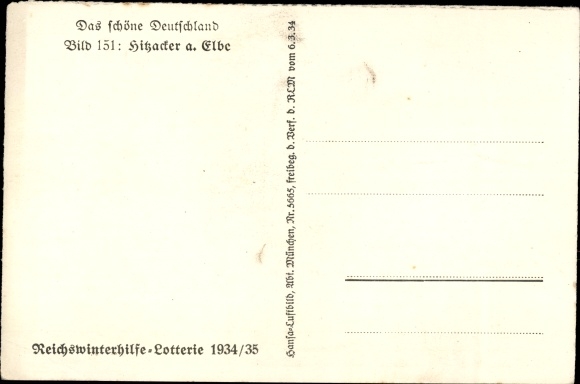 Das schöne Deutschland
Bild 151: Hitzacker a. Elbe
Hansa-Luftbild, Abt. München, Nr. 5665, freigeg. d. Verf. d. RLM vom 6.3.34
Reichswinterhilfe-Lotterie 1934/35